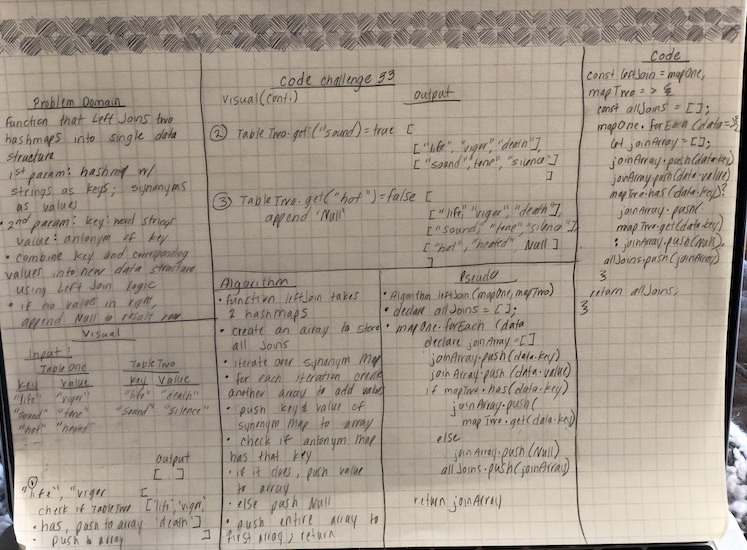 Code Challenge 33
Problem Domain
function that Left Joins two
hashmaps into single data
structure
1st param: hashmp w/
strings as keys; synonyms
as values
• 2nd param: key: word strings
value: antonym of key
• combine key and corresponding
values into new data structure
using Left Join logic
• if no values in right,
append Null to result row
Visual
Input:
Table One Table Two
Key Value Key Value
"life" "vigor" "life" "death"
"sound" "tone" "sound" "silence"
"hot" "heated"
output
[ ]
①
"life", "vigor [
check if TableTwo ["life", "vigor,
• has, push to array 'death']
• push to array ]
Visual (cont.) Output
② Table Two.get("sound)=true [
["life", "vigor", "death"],
["sound", tone", "silence"]
]
③ Table Two.get("hot")=false [
append 'Null' ["life," vigor", "death"],
["sound, "tone", "silence"],
["hot", "heated", Null]
]
Algorithm
• function leftJoin takes
2 hashmaps
• create an array to store
all Joins
• iterate over synonym map
• for each iteration create
another array to add values
• push key & value of
synonym map to array
• check if antonym map
has that key
• if it does, push value
to array
• else push Null
• push entire array to
first array; return
Pseudo
• Algorithm leftJoin (mapOne, mapTwo)
• declare allJoins = [];
• mapOne.forEach (data
declare joinArray = []
joinArray.push(data.key)
joinArray.push (data.value)
if mapTwo.has(data.key)
joinArray.push(
mapTwo.get(data.key)
else
joinArray.push(Null)
allJoins.push(joinArray)
return joinArray
Code
const leftJoin = mapOne,
mapTwo => {
const allJoins = [];
mapOne.forEach(data=>{
let joinArray = [];
joinArray.push(data.key)
joinArray.push(data.value)
mapTwo.has(data.key)?
joinArray.push(
mapTwo.get(data.key)
: joinArray.push(Null),
allJoins.push(joinArray)
}
return allJoins;
}